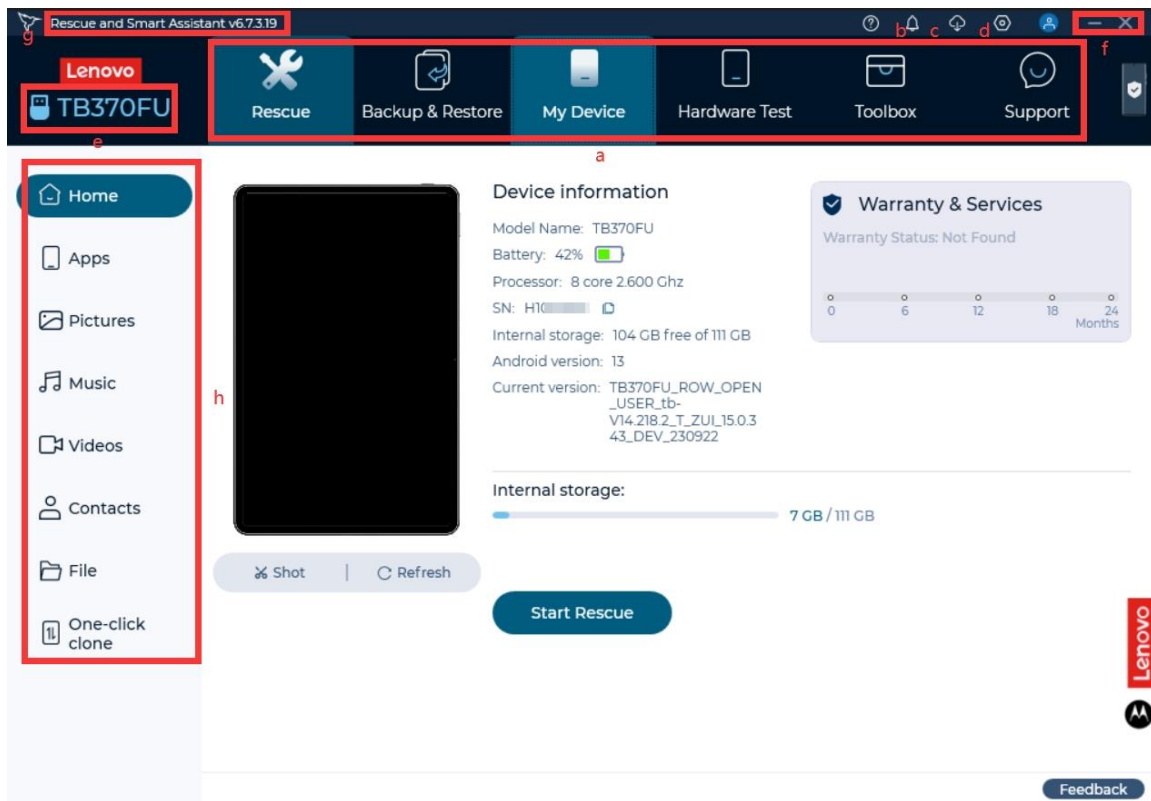 Rescue and Smart Assistant v6.7.3.19
b
c
d
g
f
Lenovo
TB370FU
Rescue
Backup & Restore
My Device
Hardware Test
Toolbox
Support
e
a
Home
Apps
Pictures
Music
h
Videos
Contacts
File
One-click
clone
Shot
Refresh
Device information
Model Name: TB370FU
Battery: 42%
Processor: 8 core 2.600 Ghz
SN: H10
Internal storage: 104 GB free of 111 GB
Android version: 13
Current version: TB370FU_ROW_OPEN
_USER_tb-
V14.218.2_T_ZUI_15.0.3
43_DEV_230922
Internal storage:
7 GB / 111 GB
Start Rescue
Warranty & Services
Warranty Status: Not Found
0 6 12 18 24
Months
Lenovo
Feedback